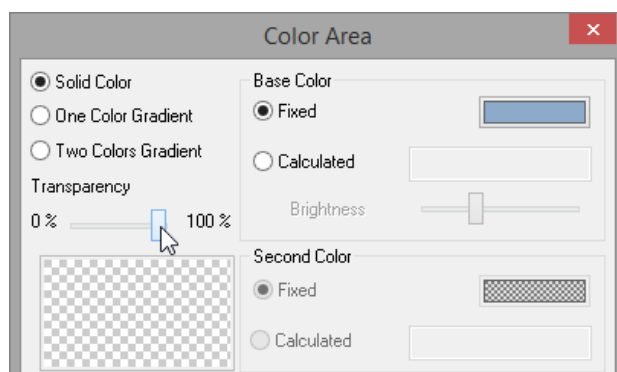 Color Area
Solid Color
One Color Gradient
Two Colors Gradient
Transparency
0 % 100 %
Base Color
Fixed
Calculated
Brightness
Second Color
Fixed
Calculated